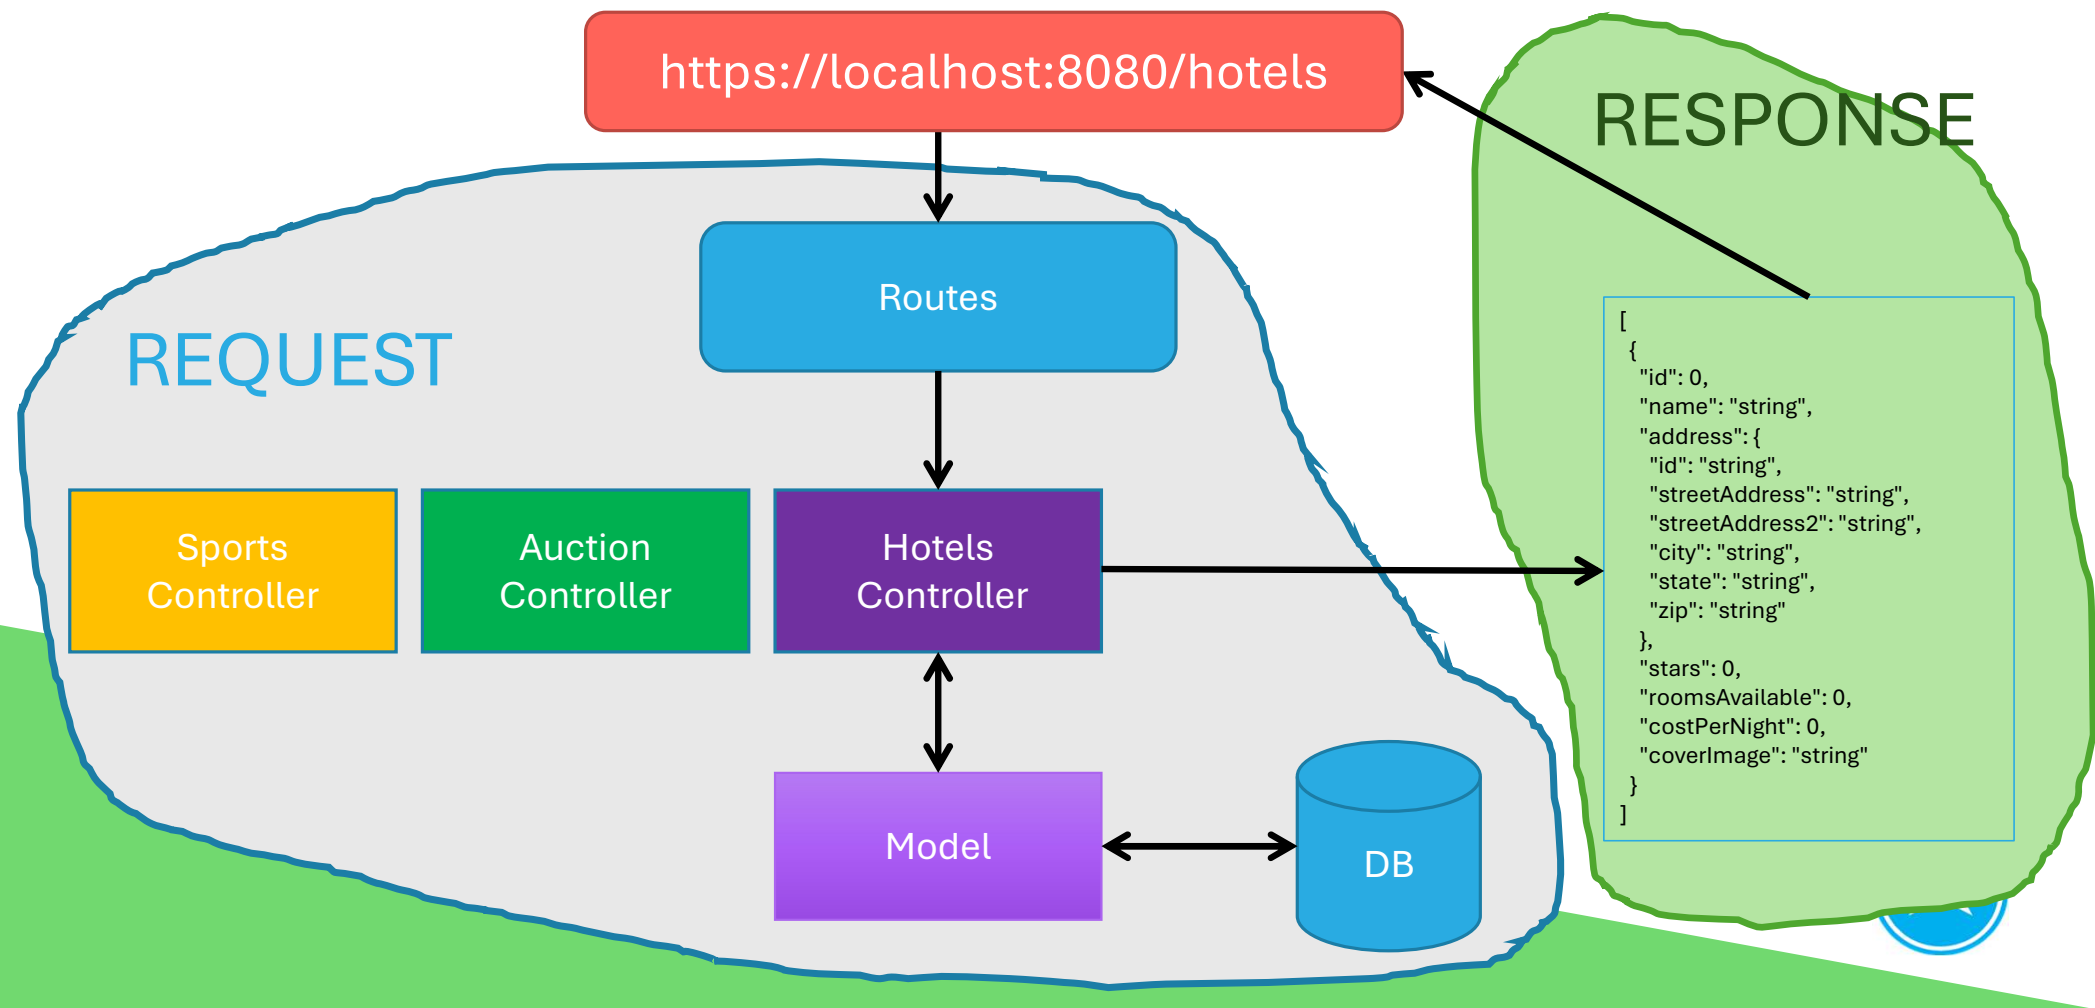 https://localhost:8080/hotels
RESPONSE
Routes
REQUEST
Sports
Controller
Auction
Controller
Hotels
Controller
Model
DB
[
{
"id": 0,
"name": "string",
"address": {
"id": "string",
"streetAddress": "string",
"streetAddress2": "string",
"city": "string",
"state": "string",
"zip": "string"
},
"stars": 0,
"roomsAvailable": 0,
"costPerNight": 0,
"coverImage": "string"
}
]